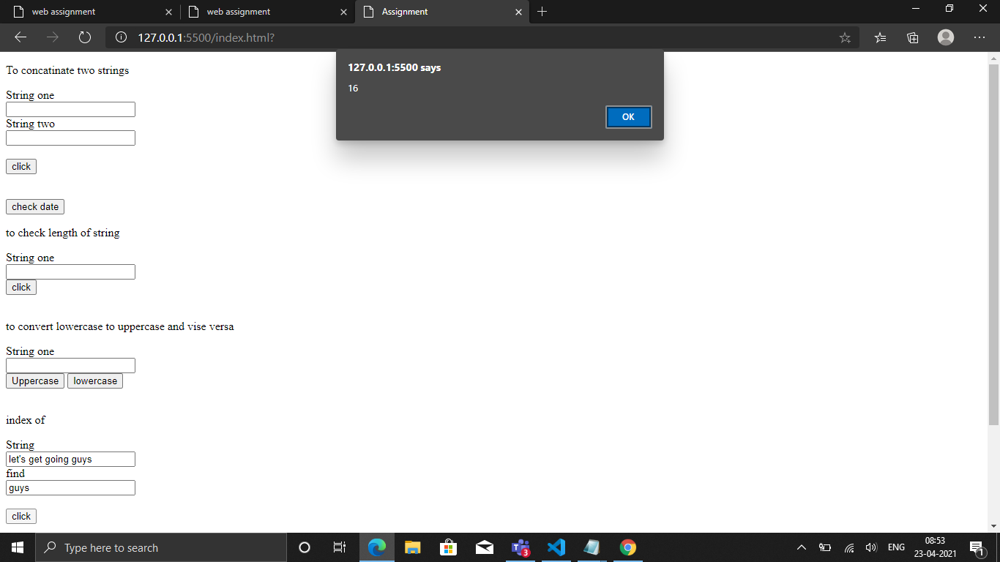 web assignment
web assignment
Assignment
127.0.0.1:5500/index.html?
127.0.0.1:5500 says
16
OK
To concatinate two strings
String one
String two
click
check date
to check length of string
String one
click
to convert lowercase to uppercase and vise versa
String one
Uppercase lowercase
index of
String
let's get going guys
find
guys
click
Type here to search
3
ENG
08:53
23-04-2021
1